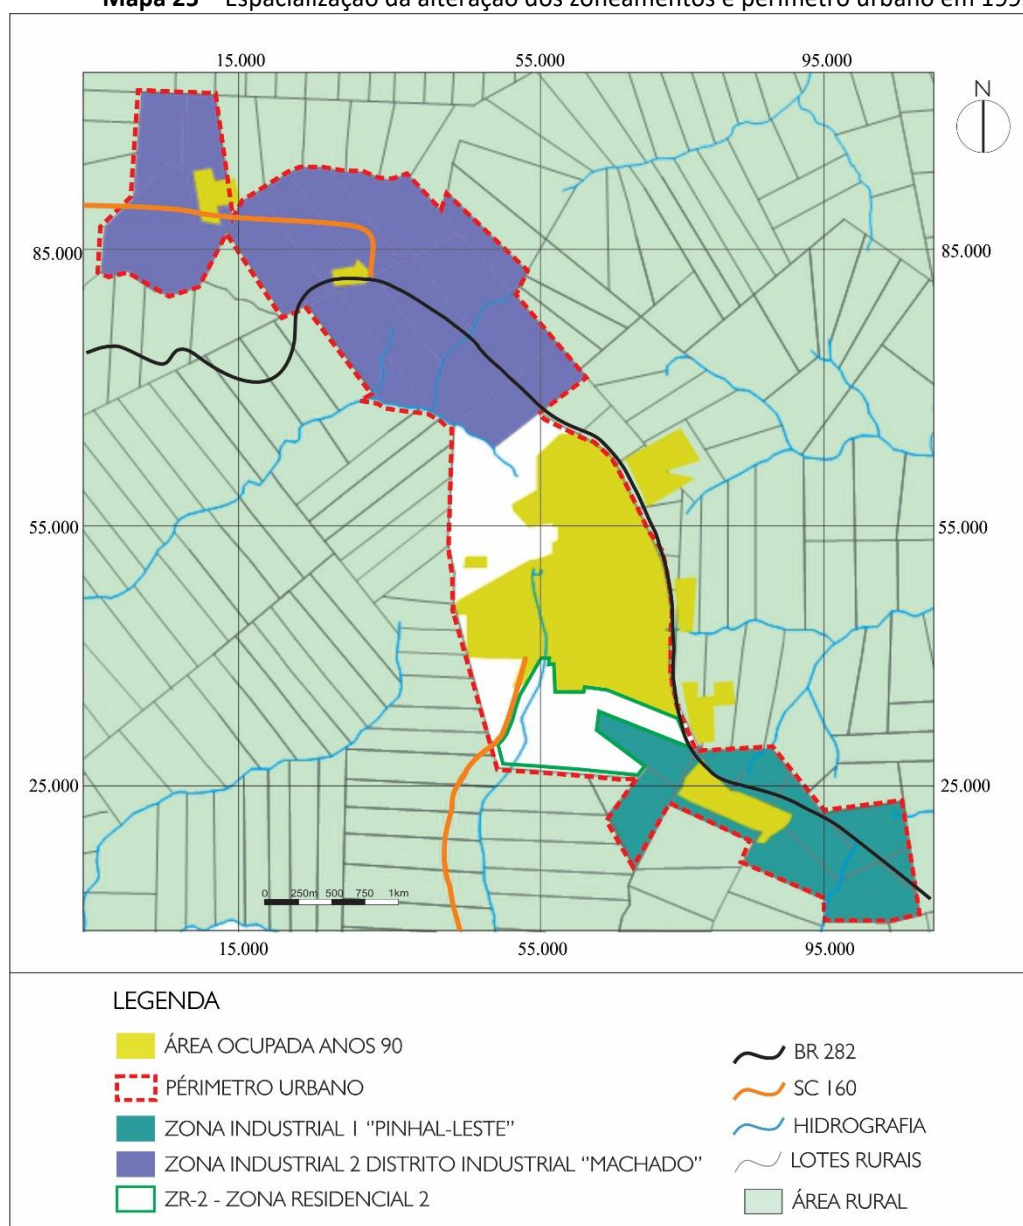 Mapa 23 – Espacialização da alteração dos zoneamentos e perímetro urbano em 199
15.000 55.000 95.000
N
85.000 85.000
55.000 55.000
25.000 25.000
0 250m 500 750 1km
15.000 55.000 95.000
LEGENDA
ÁREA OCUPADA ANOS 90
PÉRIMETRO URBANO
ZONA INDUSTRIAL 1 "PINHAL-LESTE"
ZONA INDUSTRIAL 2 DISTRITO INDUSTRIAL "MACHADO"
ZR-2 - ZONA RESIDENCIAL 2
BR 282
SC 160
HIDROGRAFIA
LOTES RURAIS
ÁREA RURAL